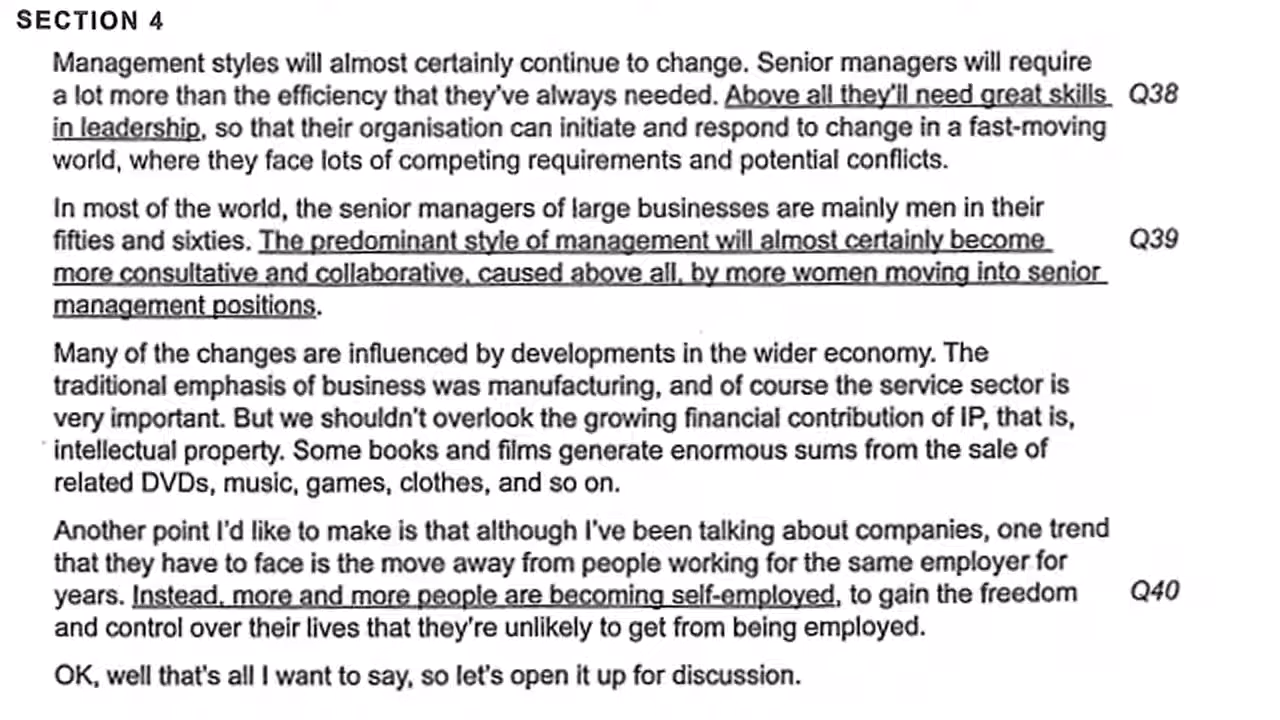 SECTION 4
Management styles will almost certainly continue to change. Senior managers will require
a lot more than the efficiency that they've always needed. Above all they'll need great skills Q38
in leadership, so that their organisation can initiate and respond to change in a fast-moving
world, where they face lots of competing requirements and potential conflicts.
In most of the world, the senior managers of large businesses are mainly men in their
fifties and sixties. The predominant style of management will almost certainly become Q39
more consultative and collaborative, caused above all, by more women moving into senior
management positions.
Many of the changes are influenced by developments in the wider economy. The
traditional emphasis of business was manufacturing, and of course the service sector is
very important. But we shouldn't overlook the growing financial contribution of IP, that is,
intellectual property. Some books and films generate enormous sums from the sale of
related DVDs, music, games, clothes, and so on.
Another point I'd like to make is that although I've been talking about companies, one trend
that they have to face is the move away from people working for the same employer for
years. Instead, more and more people are becoming self-employed, to gain the freedom Q40
and control over their lives that they're unlikely to get from being employed.
OK, well that's all I want to say, so let's open it up for discussion.